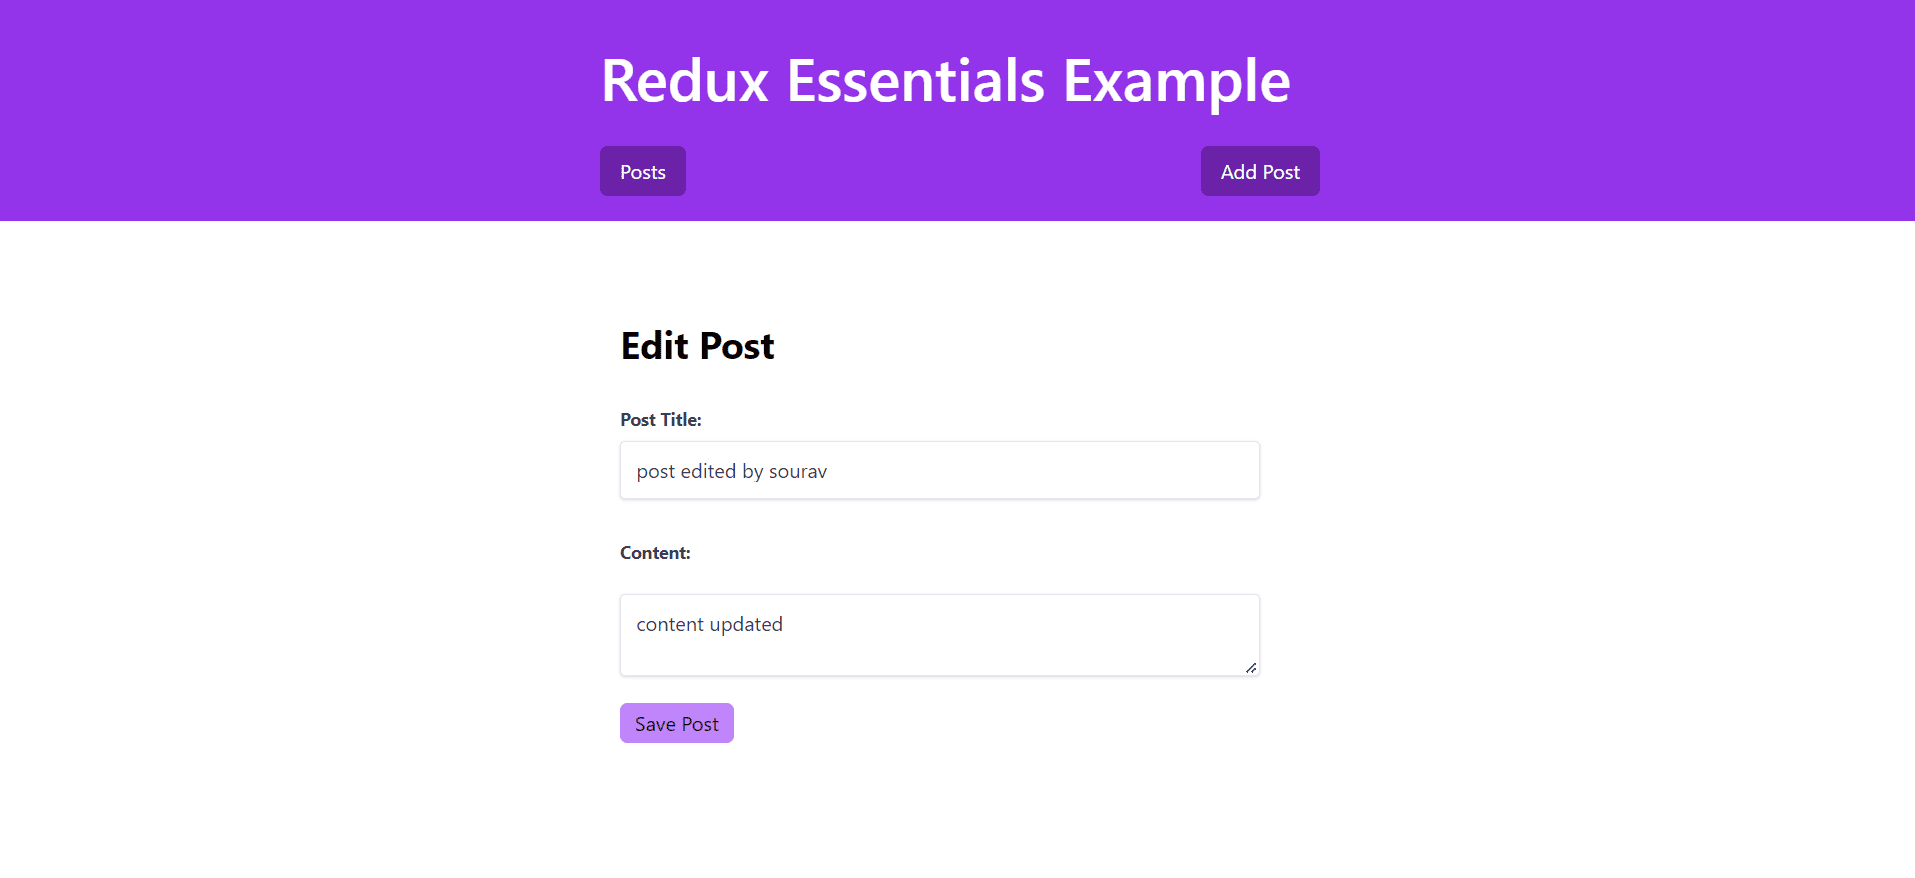 Redux Essentials Example
Posts
Add Post
Edit Post
Post Title:
post edited by sourav
Content:
content updated
Save Post